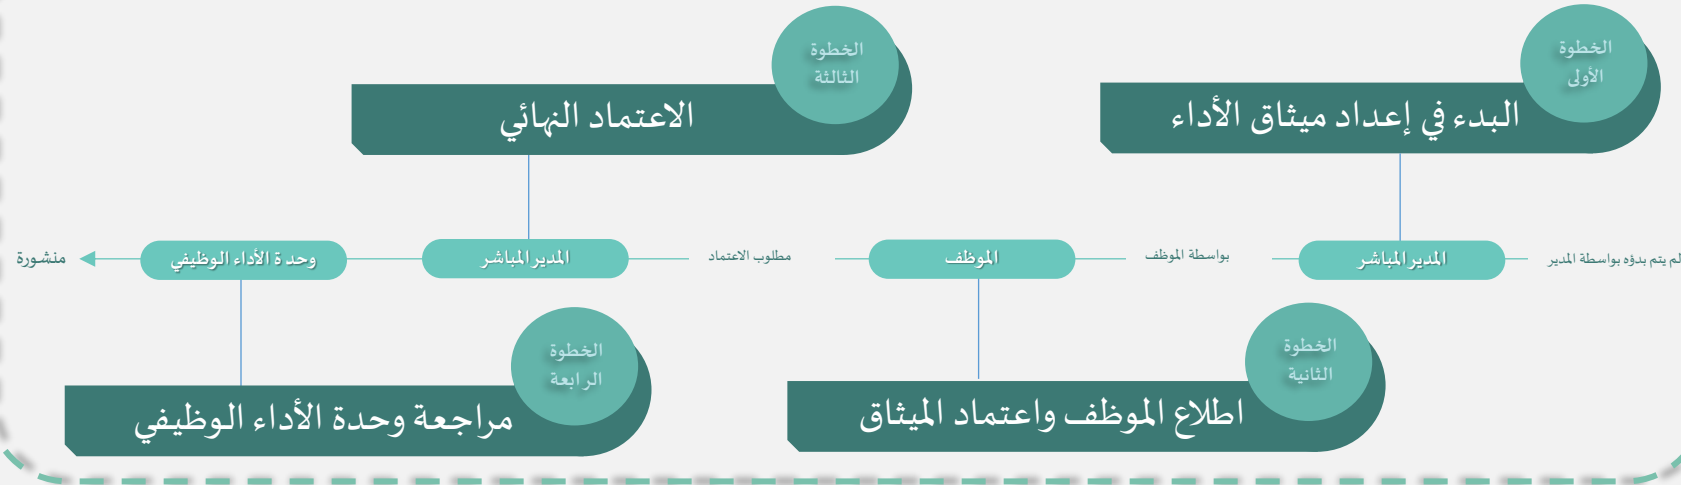 الخطوة
الأولى
البدء في إعداد ميثاق الأداء
الخطوة
الثالثة
الاعتماد النهائي
لم يتم بدؤه بواسطة المدير
المدير المباشر
بواسطة الموظف
الموظف
مطلوب الاعتماد
المدير المباشر
وحد ة الأداء الوظيفي
منشورة
الخطوة
الثانية
اطلاع الموظف واعتماد الميثاق
الخطوة
الرابعة
مراجعة وحدة الأداء الوظيفي